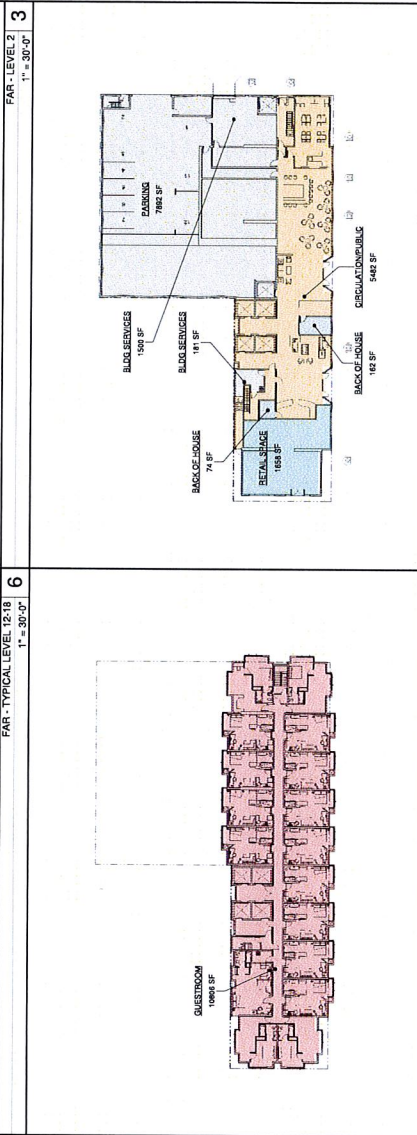 FAR - LEVEL 2
1" = 30'-0"
3
PARKING
7892 SF
BLDG SERVICES
1500 SF
BLDG SERVICES
181 SF
BACK OF HOUSE
74 SF
RETAIL SPACE
1658 SF
CIRCULATION/PUBLIC
5482 SF
BACK OF HOUSE
162 SF
FAR - TYPICAL LEVEL 12-18
1" = 30'-0"
6
GUESTROOM
10806 SF